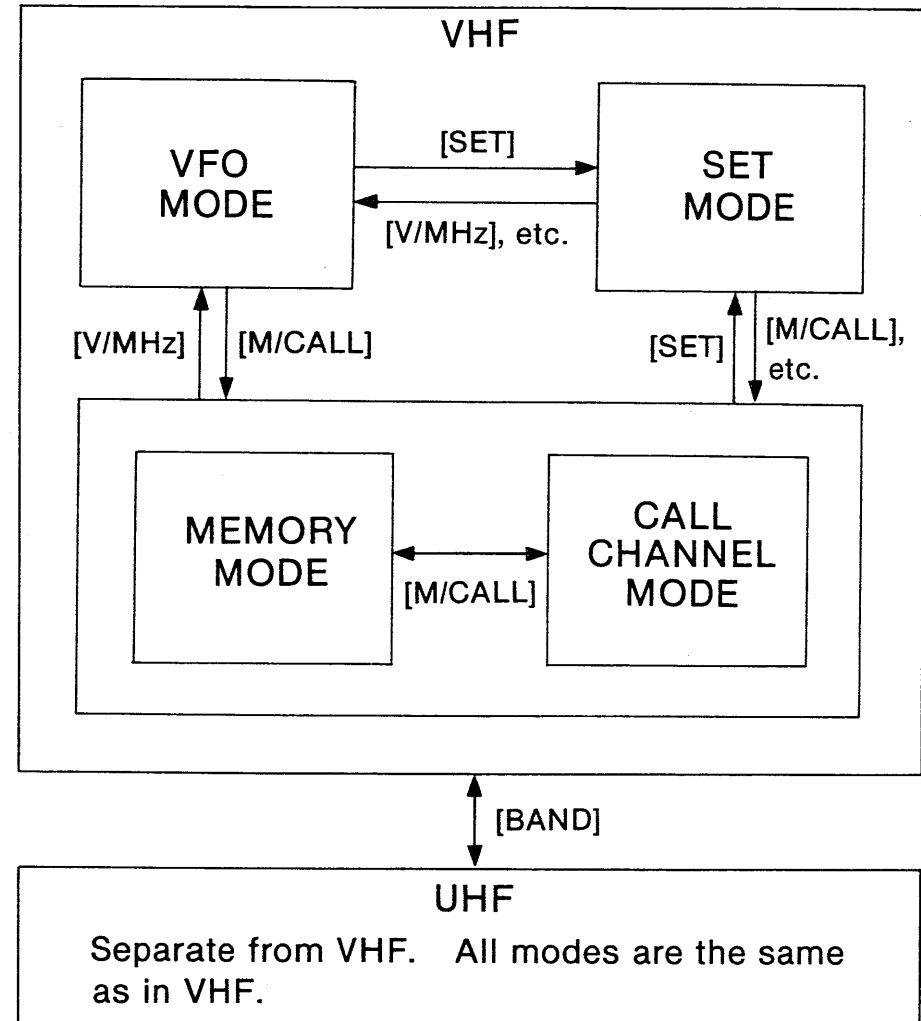 VHF
VFO
MODE
[SET]
SET
MODE
[V/MHz], etc.
[V/MHz]
[M/CALL]
[SET]
[M/CALL],
etc.
MEMORY
MODE
[M/CALL]
CALL
CHANNEL
MODE
[BAND]
UHF
Separate from VHF. All modes are the same
as in VHF.